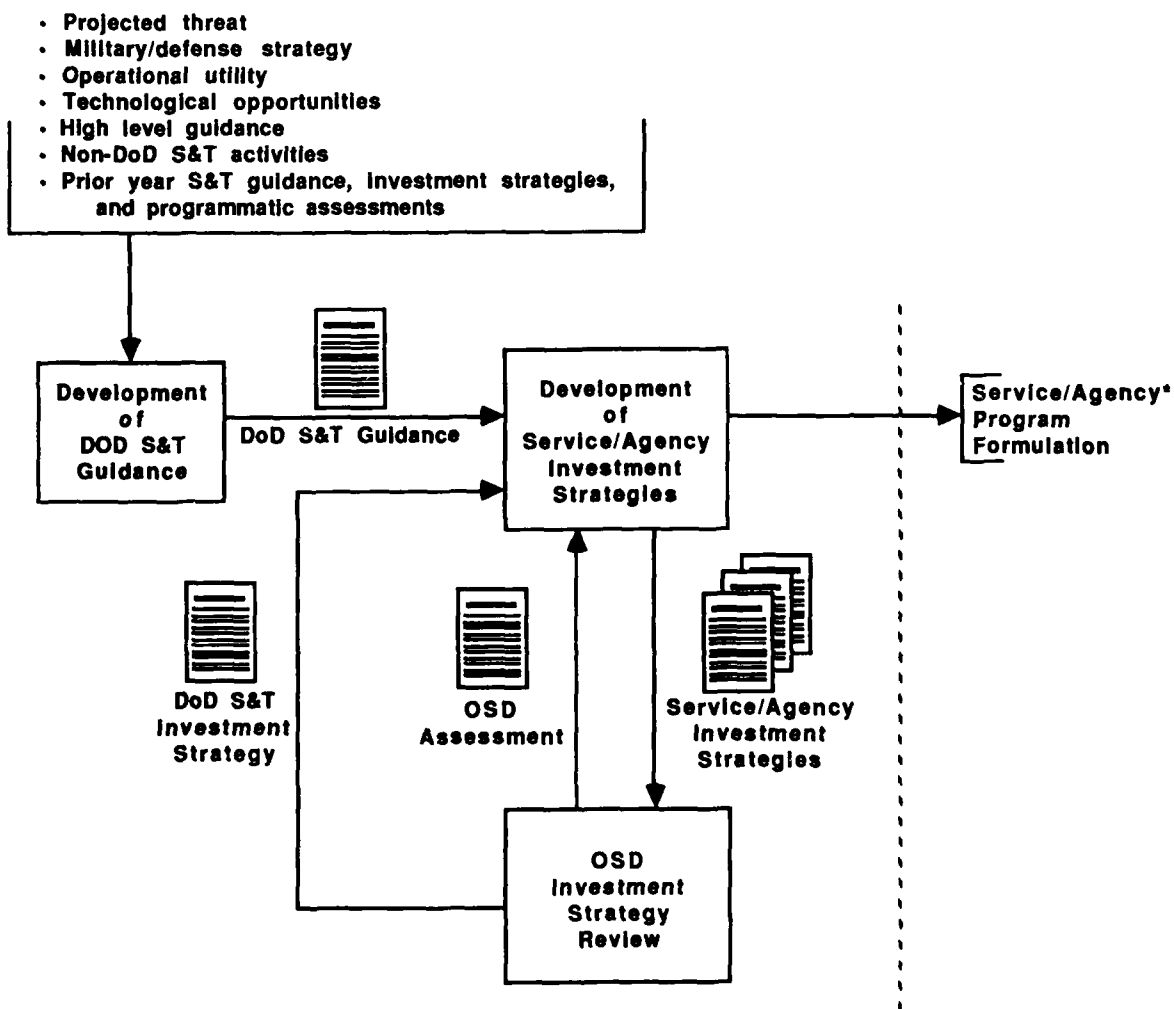 • Projected threat
• Military/defense strategy
• Operational utility
• Technological opportunities
• High level guidance
• Non-DoD S&T activities
• Prior year S&T guidance, investment strategies,
and programmatic assessments
Development
of
DOD S&T
Guidance
DoD S&T Guidance
Development
of
Service/Agency
Investment
Strategies
Service/Agency*
Program
Formulation
DoD S&T
Investment
Strategy
OSD
Assessment
Service/Agency
Investment
Strategies
OSD
Investment
Strategy
Review